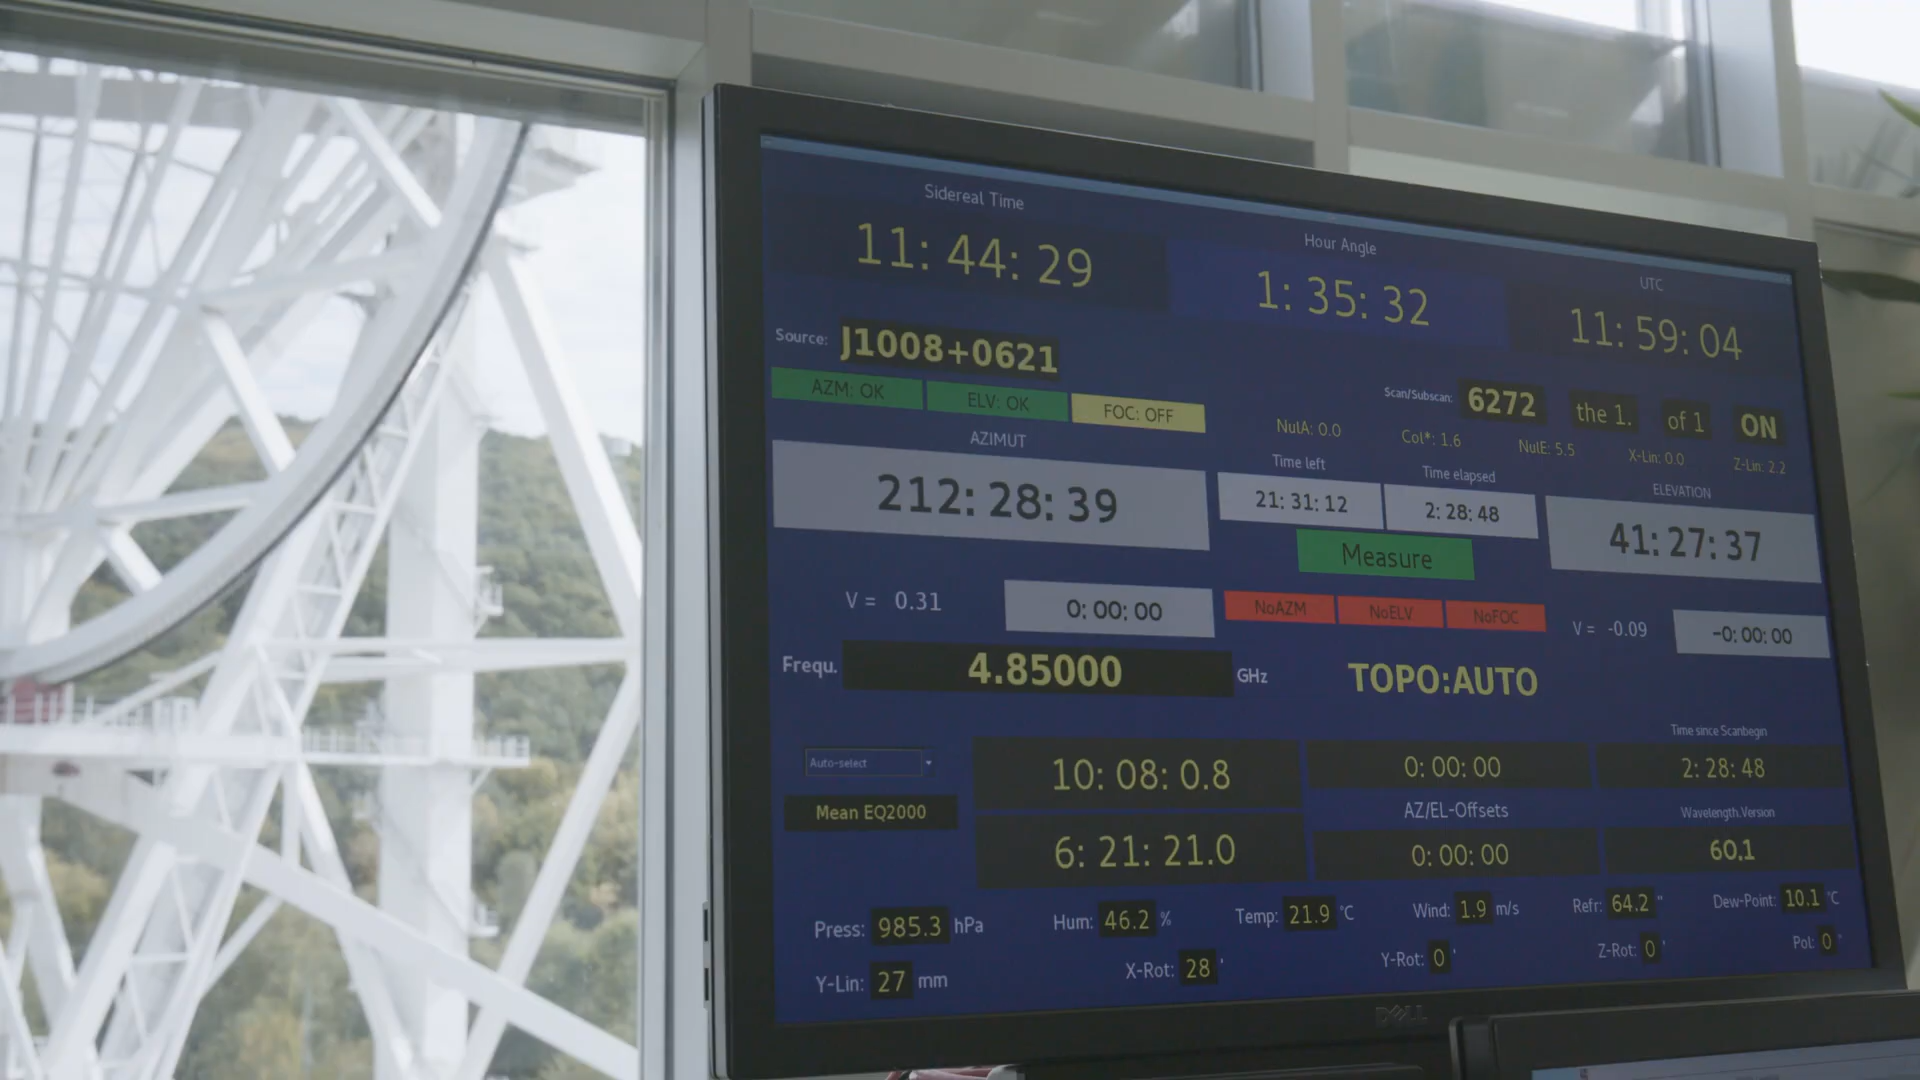 Sidereal Time
Hour Angle
UTC
11: 44: 29
1: 35: 32
11: 59: 04
Source: J1008+0621
AZM: OK ELV: OK FOC: OFF
Scan/Subscan: 6272 the 1. of 1 ON
NulA: 0.0 Col*: 1.6 NulE: 5.5 X-Lin: 0.0 Z-Lin: 2.2
AZIMUT
Time left
Time elapsed
ELEVATION
212: 28: 39
21: 31: 12
2: 28: 48
41: 27: 37
Measure
V = 0.31
0: 00: 00
NoAZM NoELV NoFOC
V = -0.09
-0: 00: 00
Frequ. 4.85000 GHz
TOPO:AUTO
Time since Scanbegin
Auto-select
10: 08: 0.8
0: 00: 00
2: 28: 48
Mean EQ2000
AZ/EL-Offsets
Wavelength.Version
6: 21: 21.0
0: 00: 00
60.1
Press: 985.3 hPa Hum: 46.2 % Temp: 21.9 °C Wind: 1.9 m/s Refr: 64.2 " Dew-Point: 10.1 °C
Y-Lin: 27 mm X-Rot: 28 ' Y-Rot: 0 ' Z-Rot: 0 ' Pol: 0 °
DELL